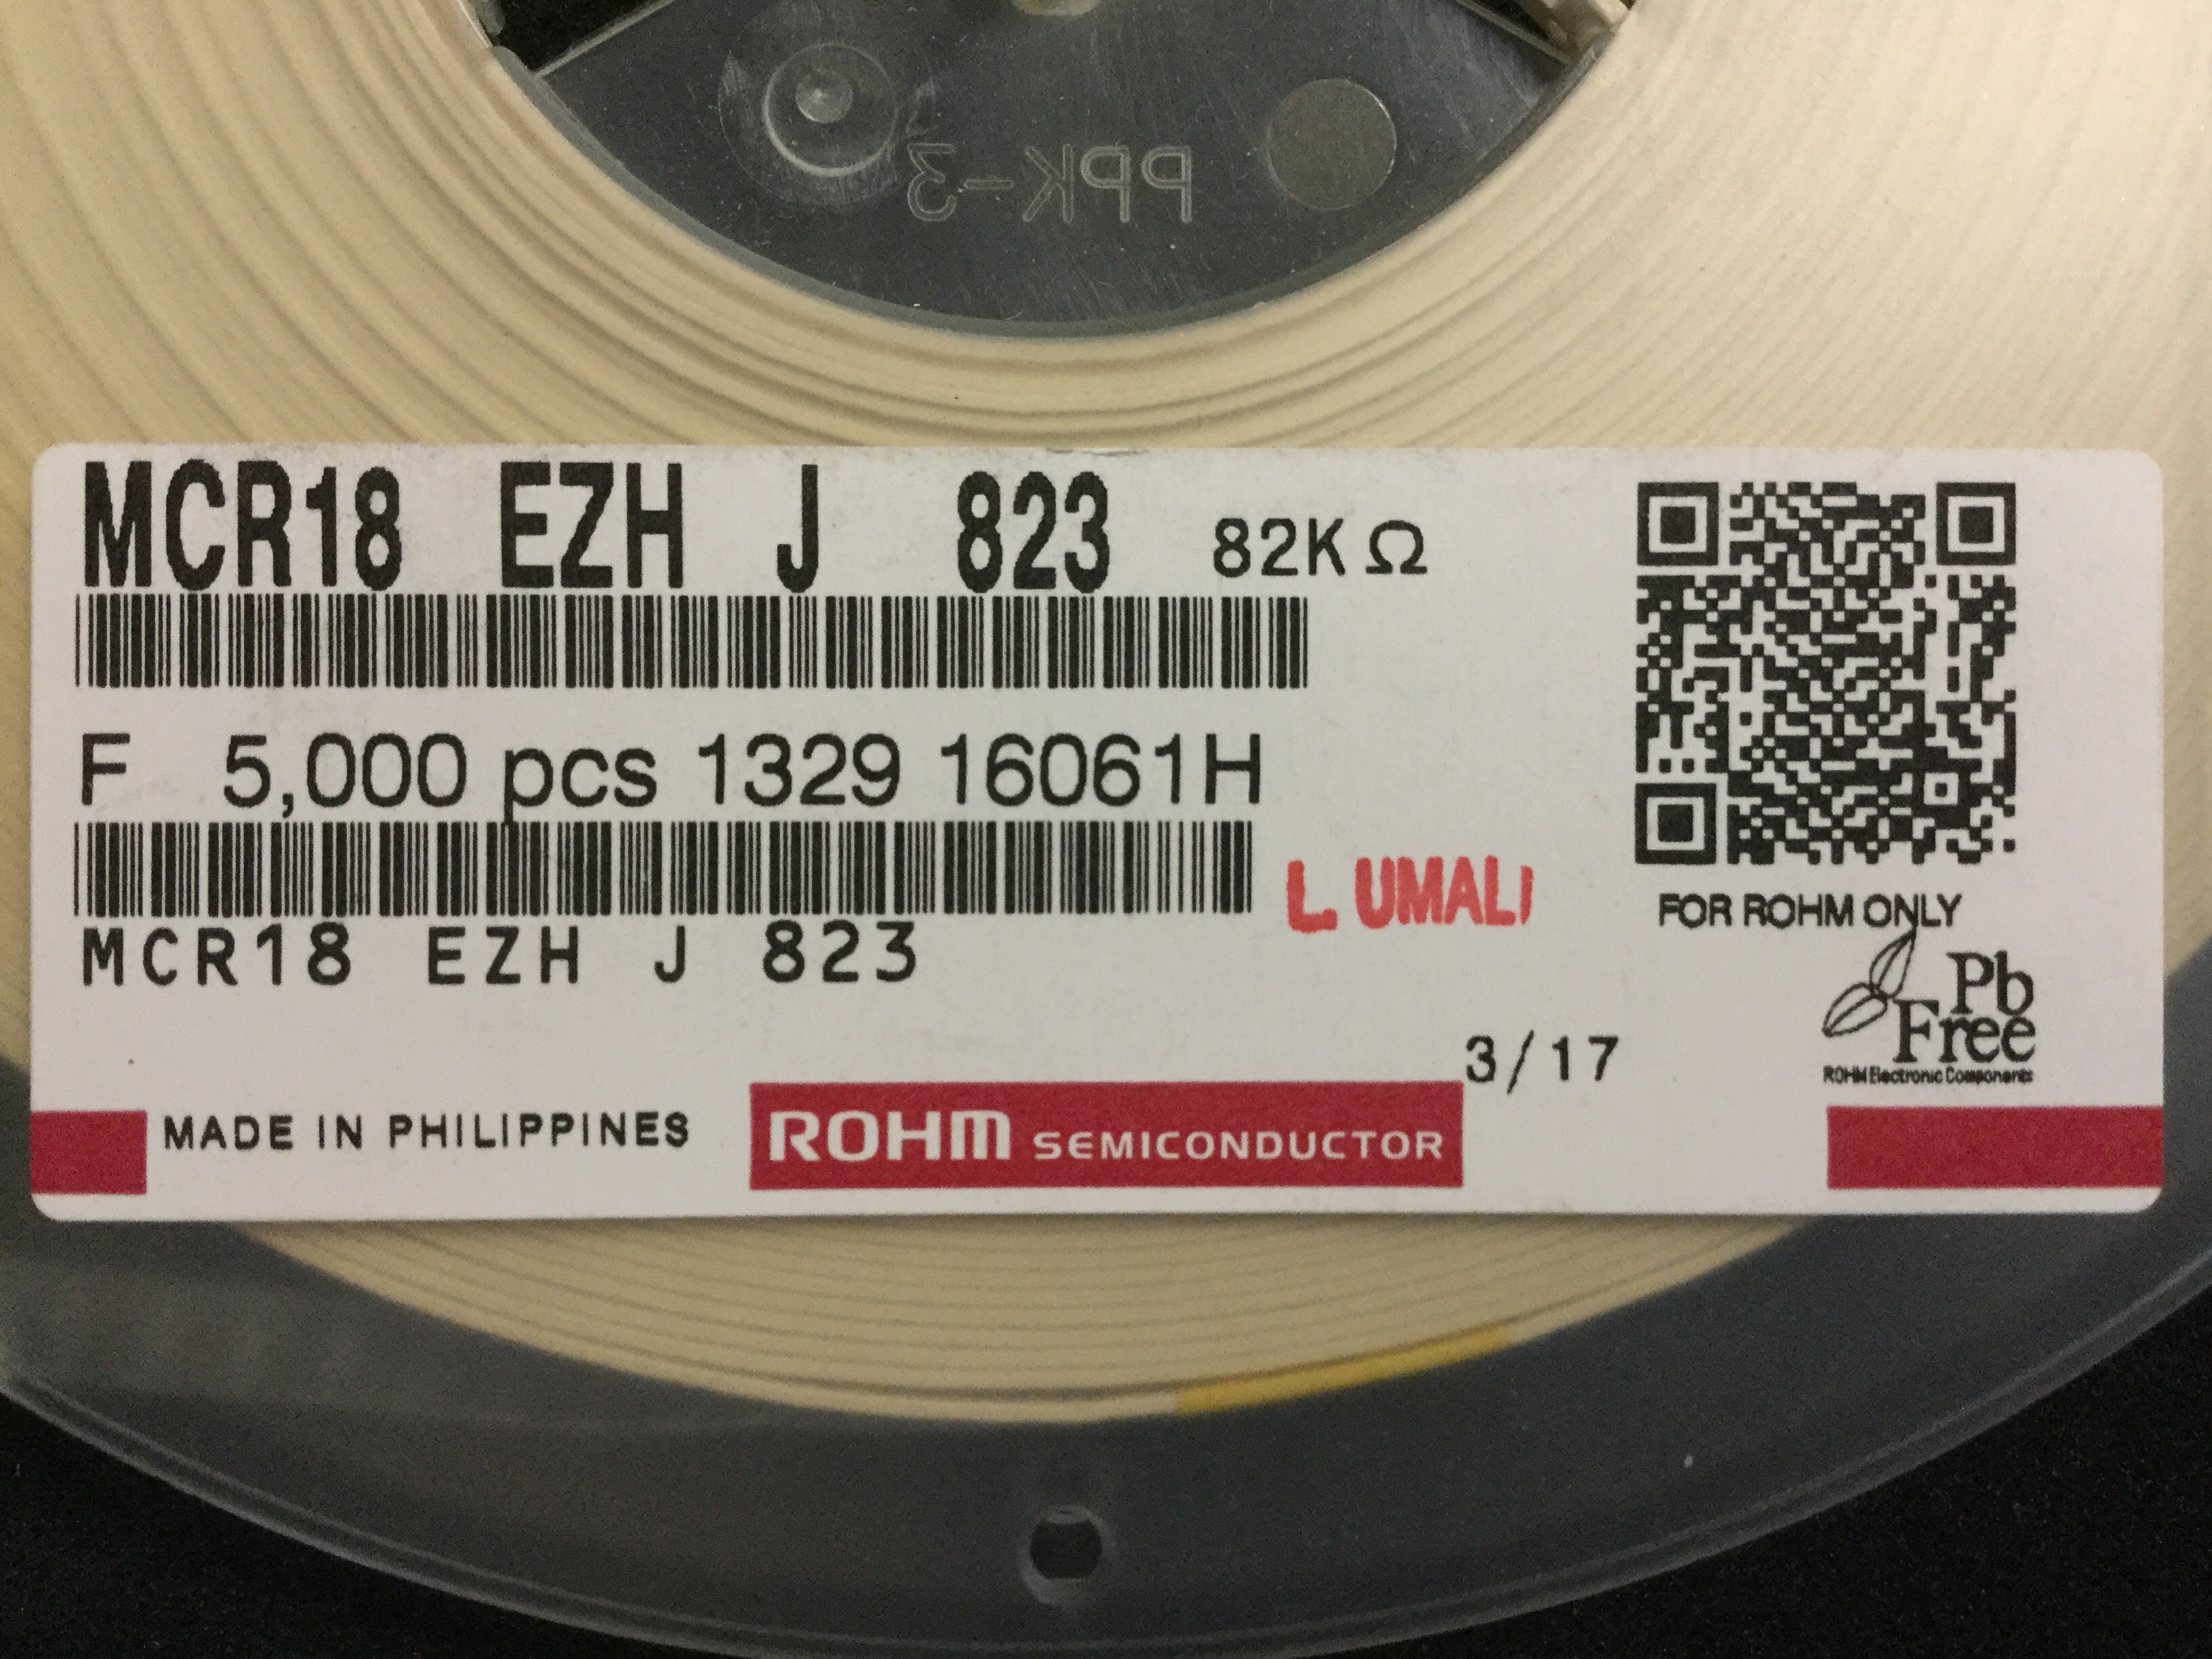 PPK-3
MCR18 EZH J 823 82KΩ
F 5,000 pcs 1329 16061H
L UMALI
MCR18 EZH J 823
FOR ROHM ONLY
Pb
Free
ROHM Electronic Components
3/17
MADE IN PHILIPPINES
ROHM SEMICONDUCTOR